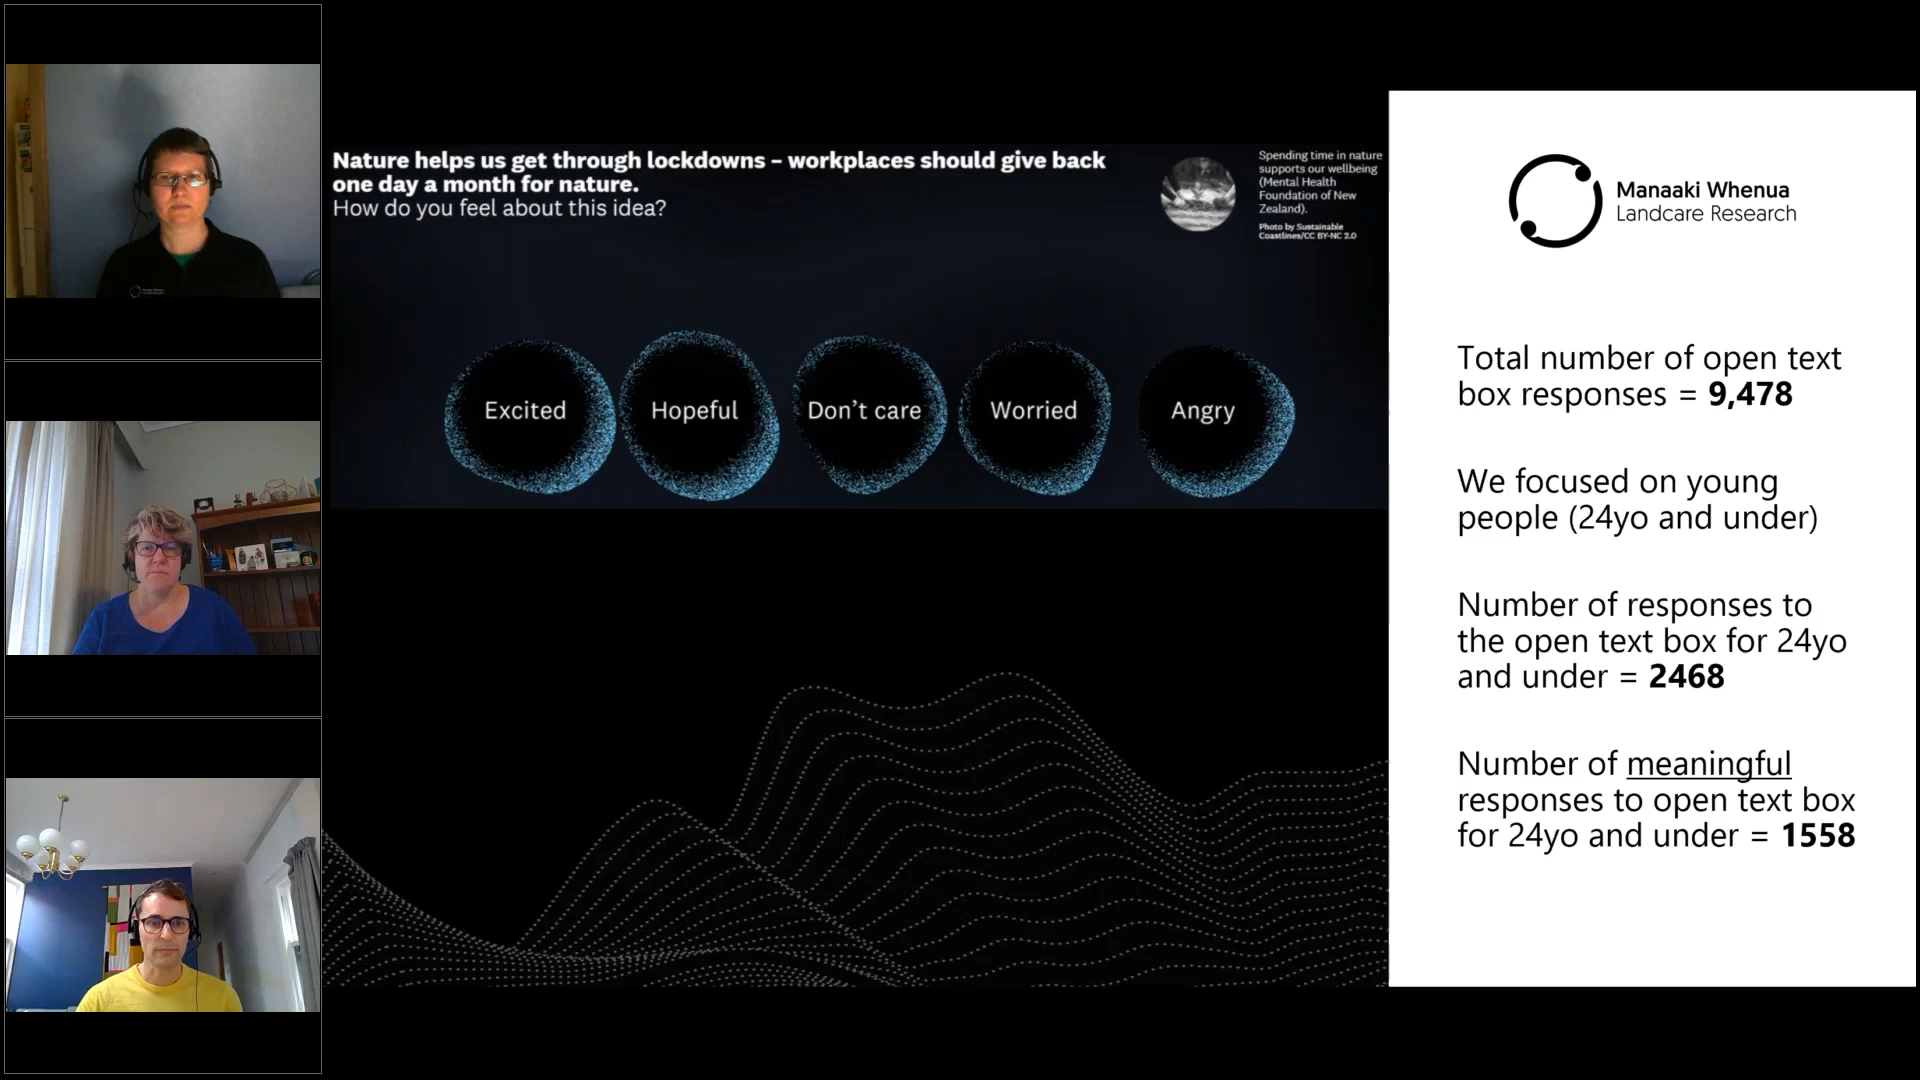 Nature helps us get through lockdowns – workplaces should give back
one day a month for nature.
How do you feel about this idea?
Spending time in nature
supports our wellbeing
(Mental Health
Foundation of New
Zealand).
Photo by Sustainable
Coastlines/CC BY-NC 2.0
Excited
Hopeful
Don’t care
Worried
Angry
Manaaki Whenua
Landcare Research
Total number of open text
box responses = 9,478
We focused on young
people (24yo and under)
Number of responses to
the open text box for 24yo
and under = 2468
Number of meaningful
responses to open text box
for 24yo and under = 1558